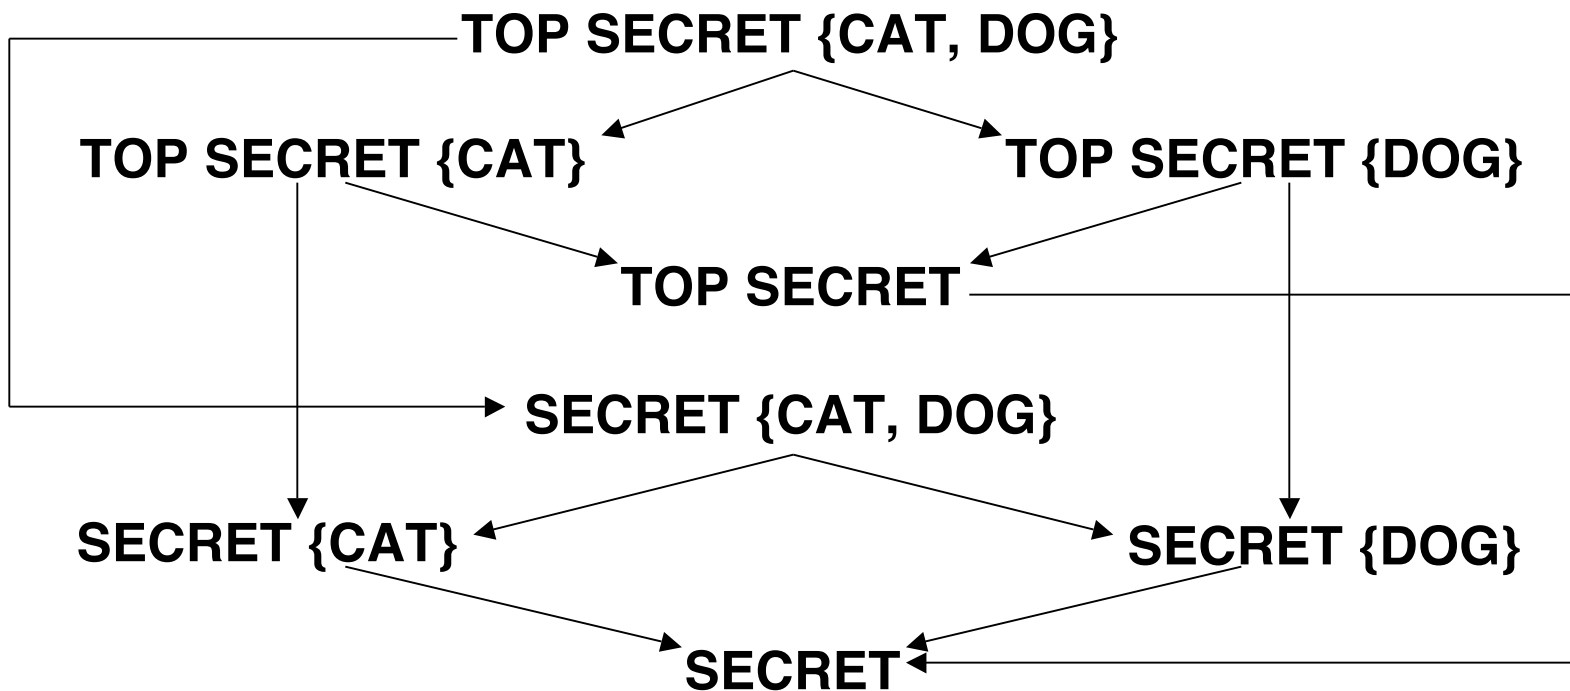 TOP SECRET {CAT, DOG}
TOP SECRET {CAT}
TOP SECRET {DOG}
TOP SECRET
SECRET {CAT, DOG}
SECRET {CAT}
SECRET {DOG}
SECRET